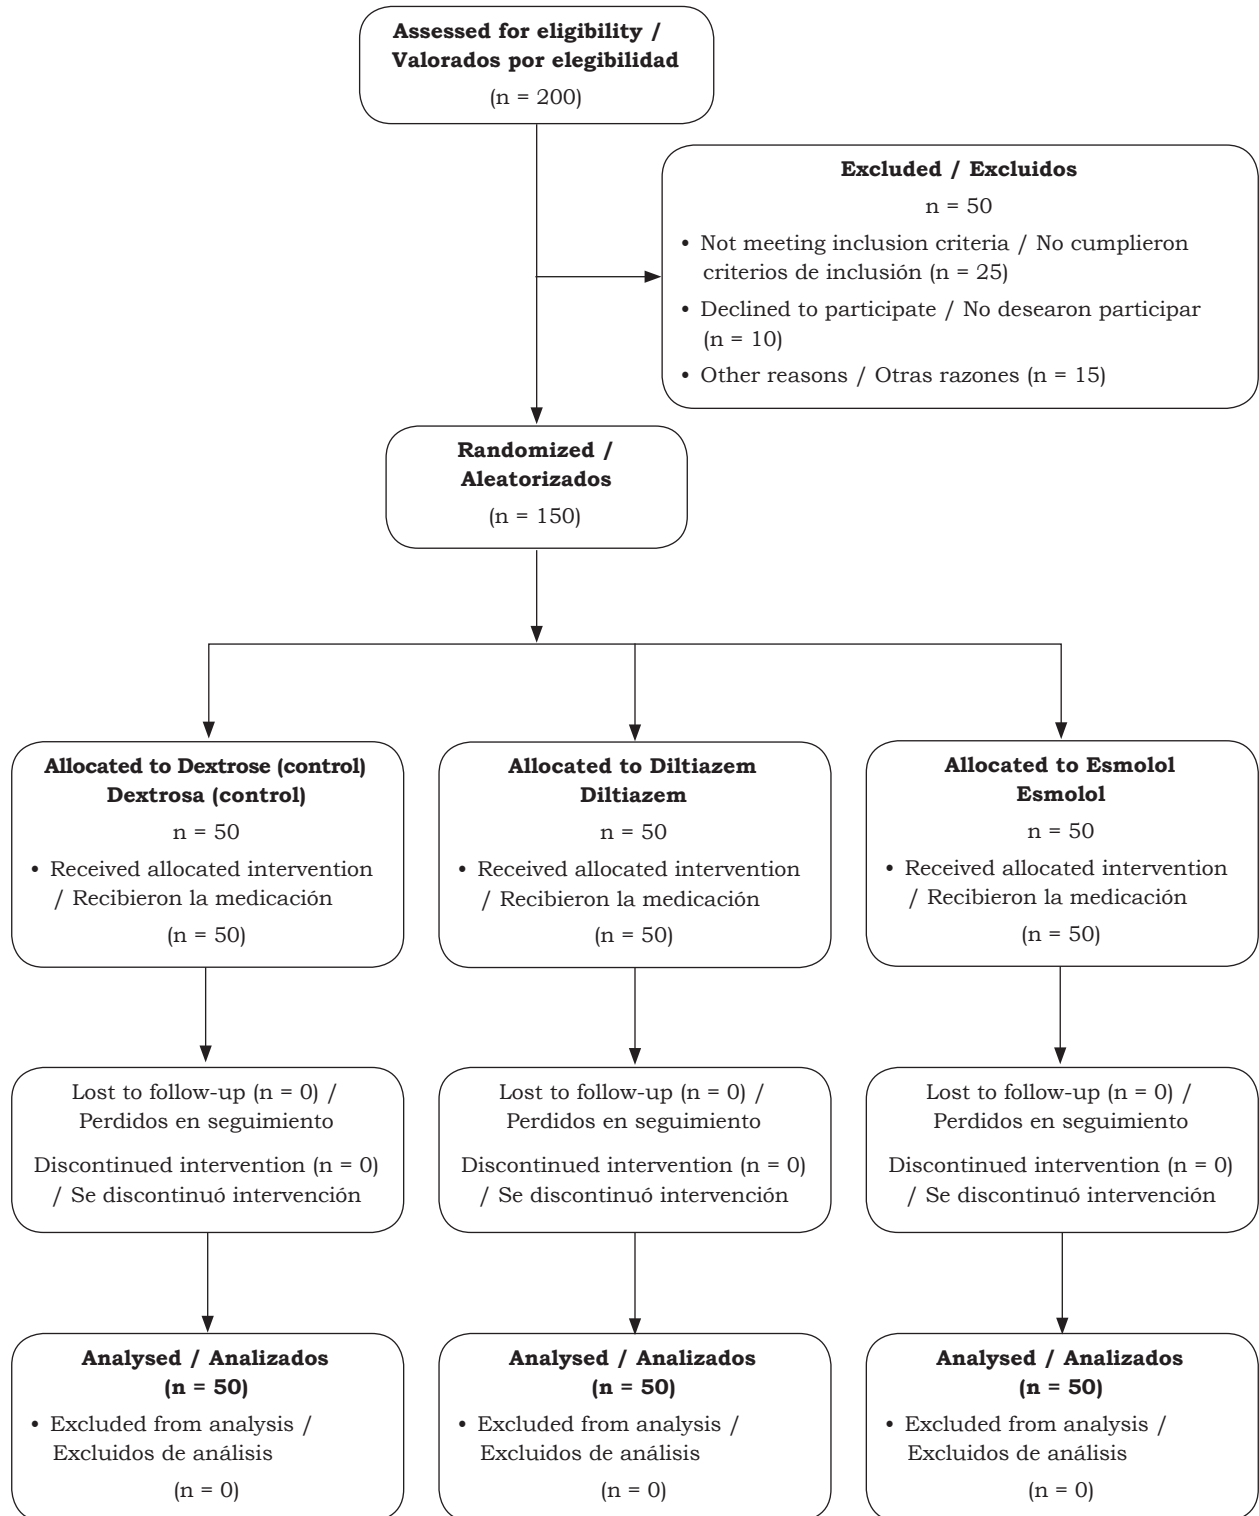 Assessed for eligibility /
Valorados por elegibilidad
(n = 200)
Excluded / Excluidos
n = 50
• Not meeting inclusion criteria / No cumplieron
criterios de inclusión (n = 25)
• Declined to participate / No desearon participar
(n = 10)
• Other reasons / Otras razones (n = 15)
Randomized /
Aleatorizados
(n = 150)
Allocated to Dextrose (control)
Dextrosa (control)
n = 50
• Received allocated intervention
/ Recibieron la medicación
(n = 50)
Allocated to Diltiazem
Diltiazem
n = 50
• Received allocated intervention
/ Recibieron la medicación
(n = 50)
Allocated to Esmolol
Esmolol
n = 50
• Received allocated intervention
/ Recibieron la medicación
(n = 50)
Lost to follow-up (n = 0) /
Perdidos en seguimiento
Discontinued intervention (n = 0)
/ Se discontinuó intervención
Lost to follow-up (n = 0) /
Perdidos en seguimiento
Discontinued intervention (n = 0)
/ Se discontinuó intervención
Lost to follow-up (n = 0) /
Perdidos en seguimiento
Discontinued intervention (n = 0)
/ Se discontinuó intervención
Analysed / Analizados
(n = 50)
• Excluded from analysis /
Excluidos de análisis
(n = 0)
Analysed / Analizados
(n = 50)
• Excluded from analysis /
Excluidos de análisis
(n = 0)
Analysed / Analizados
(n = 50)
• Excluded from analysis /
Excluidos de análisis
(n = 0)